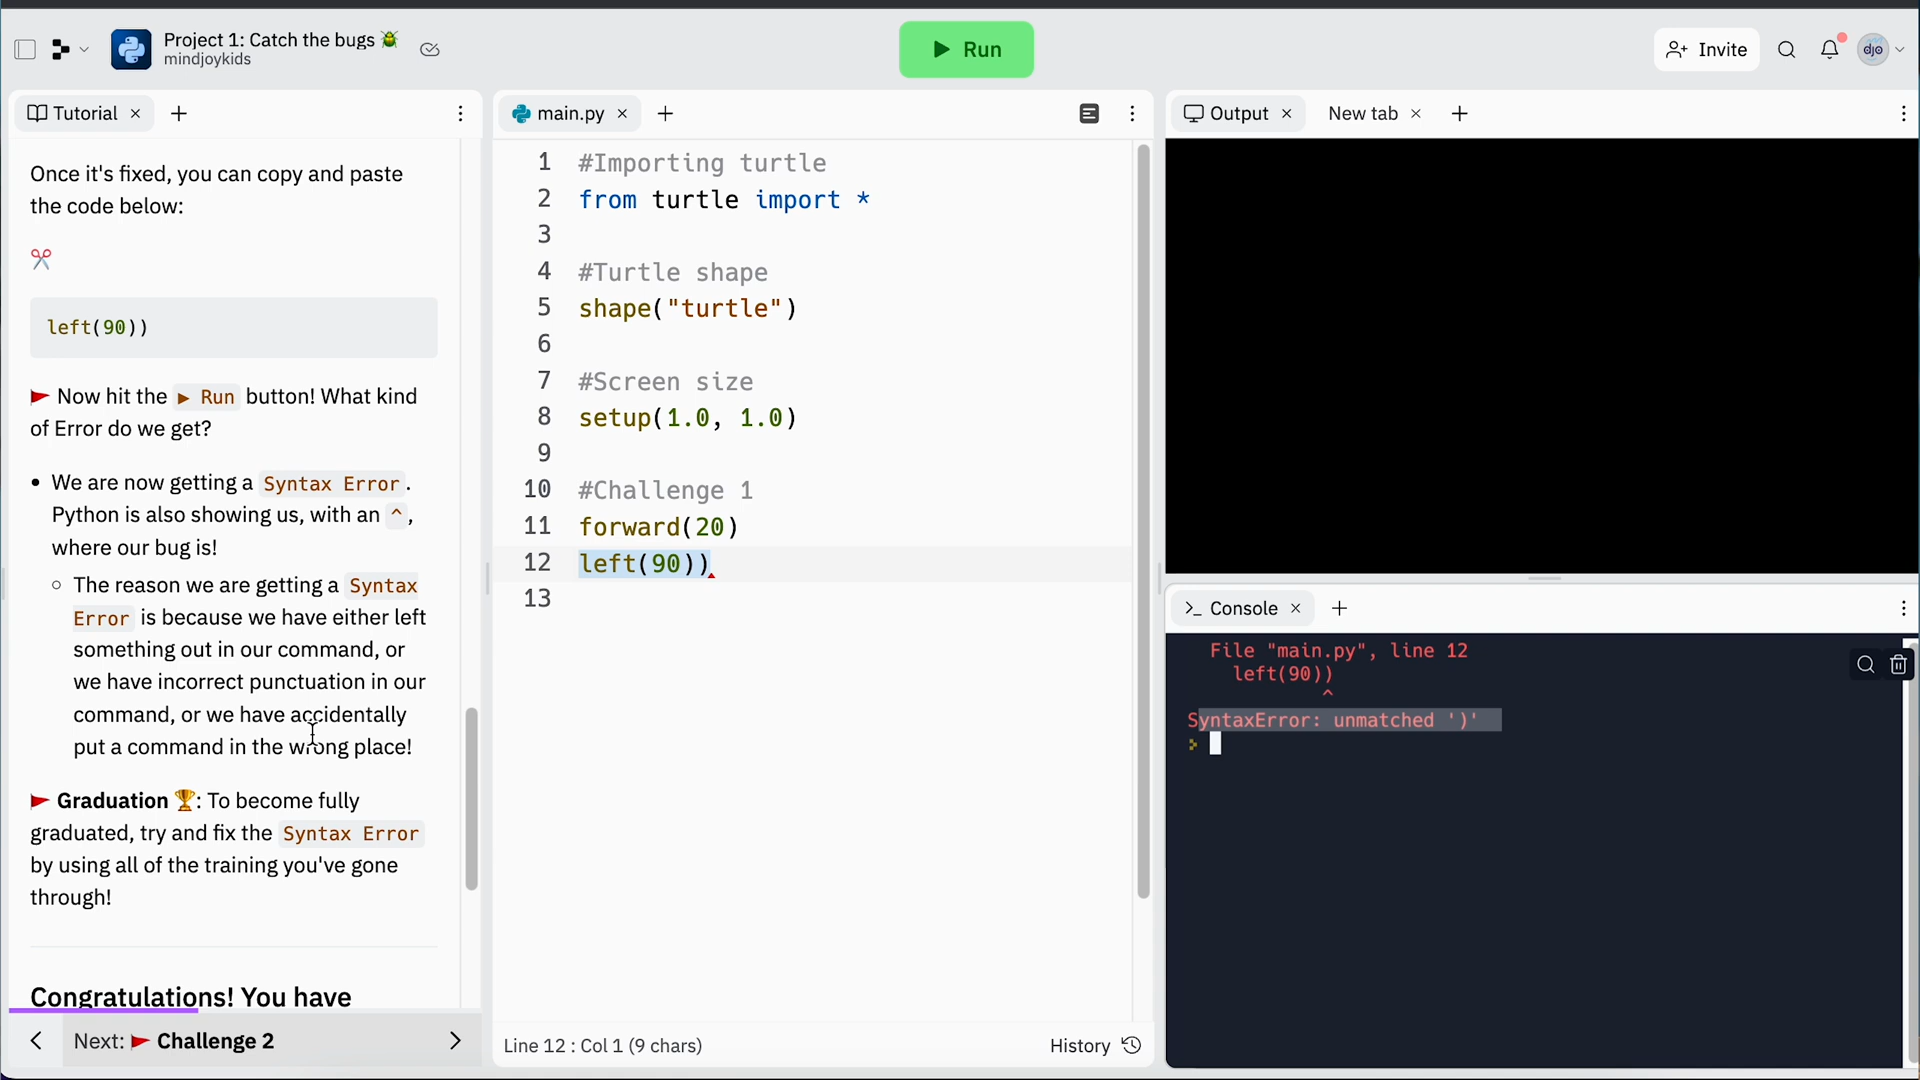 Project 1: Catch the bugs
mindjoykids
Run
Invite
djo
Tutorial
Once it's fixed, you can copy and paste
the code below:
left(90))
Now hit the ▶ Run button! What kind
of Error do we get?
• We are now getting a Syntax Error.
Python is also showing us, with an ^,
where our bug is!
The reason we are getting a Syntax
Error is because we have either left
something out in our command, or
we have incorrect punctuation in our
command, or we have accidentally
put a command in the wrong place!
Graduation 🏆: To become fully
graduated, try and fix the Syntax Error
by using all of the training you've gone
through!
Congratulations! You have
Next: Challenge 2
main.py
1 #Importing turtle
2 from turtle import *
3
4 #Turtle shape
5 shape("turtle")
6
7 #Screen size
8 setup(1.0, 1.0)
9
10 #Challenge 1
11 forward(20)
12 left(90))
13
Line 12 : Col 1 (9 chars)
History
Output
New tab
>_ Console
File "main.py", line 12
left(90))
^
SyntaxError: unmatched ')'